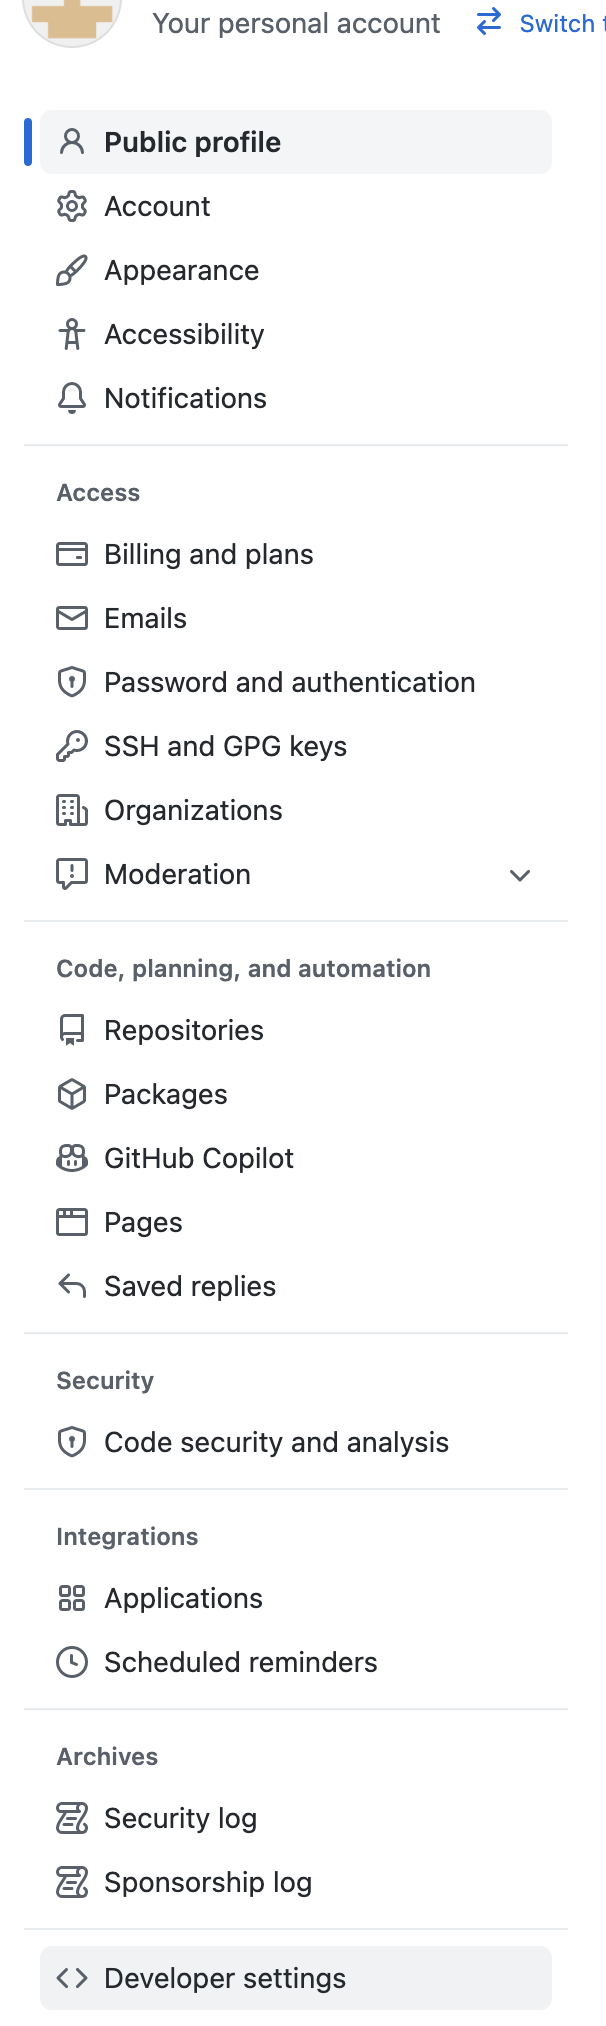 Your personal account
Switch
Public profile
Account
Appearance
Accessibility
Notifications
Access
Billing and plans
Emails
Password and authentication
SSH and GPG keys
Organizations
Moderation
Code, planning, and automation
Repositories
Packages
GitHub Copilot
Pages
Saved replies
Security
Code security and analysis
Integrations
Applications
Scheduled reminders
Archives
Security log
Sponsorship log
Developer settings